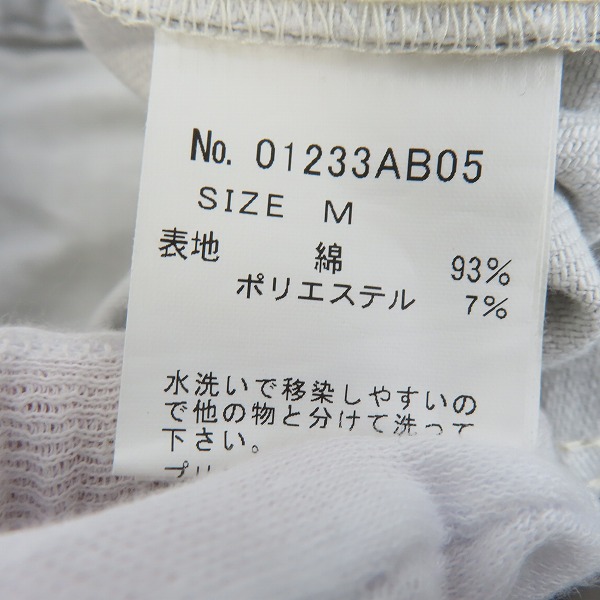 No. 01233AB05
SIZE M
表地 綿 93%
ポリエステル 7%
水洗いで移染しやすいの
で他の物と分けて洗って
下さい。